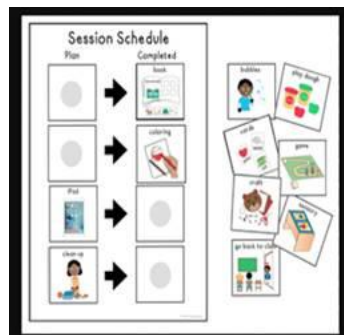 Session Schedule
Plan
Completed
book
coloring
iPad
clean up
bubbles
play dough
cards
game
craft
sensory
go back to class